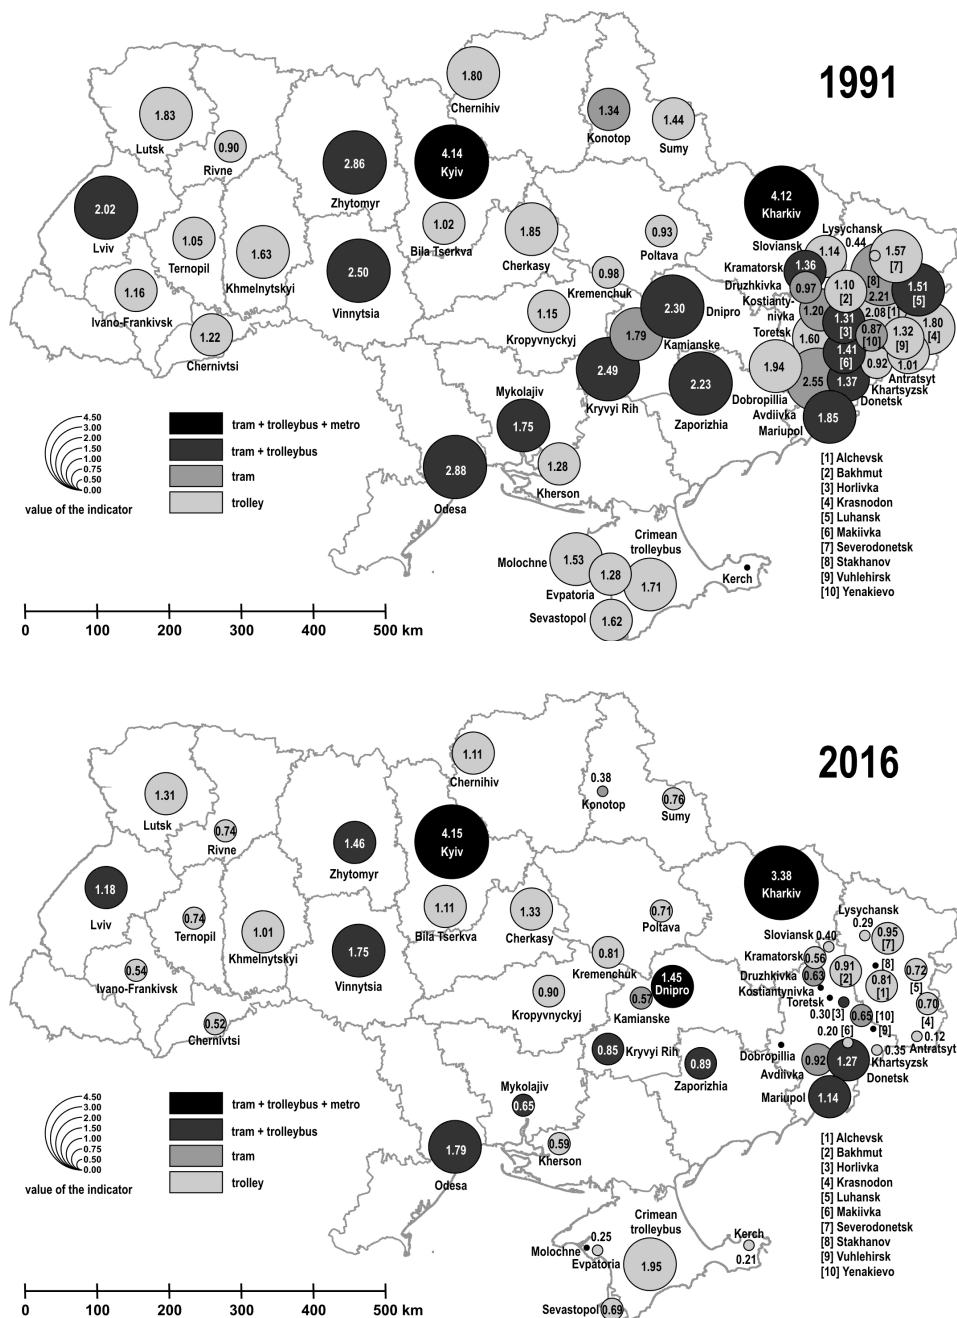 1991
1.80
Chernihiv
1.83
Lutsk
1.34
Konotop
1.44
Sumy
0.90
Rivne
2.86
Zhytomyr
4.14
Kyiv
4.12
Kharkiv
2.02
Lviv
1.05
Ternopil
1.63
Khmelnytskyi
2.50
Vinnytsia
1.02
Bila Tserkva
1.85
Cherkasy
0.93
Poltava
0.98
Kremenchuk
1.16
Ivano-Frankivsk
1.22
Chernivtsi
1.15
Kropyvnyckyj
2.30
Dnipro
1.79
Kamianske
2.49
Kryvyi Rih
2.23
Zaporizhia
Mykolajiv
1.75
2.88
Odesa
1.28
Kherson
Lysychansk
0.44
Sloviansk
1.14
1.57
[7]
Kramatorsk
1.36
Druzhkivka
0.97
1.10
[2]
[8]
2.21
1.51
[5]
Kostianty-
nivka
1.20
1.31
[3]
2.08 [1]
0.87
[10]
1.32
[9]
1.80
[4]
Toretsk
1.60
1.41
[6]
0.92
1.01
Antratsyt
Khartsyzsk
1.94
Dobropillia
2.55
Avdiivka
1.37
Donetsk
Mariupol
1.85
4.50
3.00
2.00
1.50
1.00
0.75
0.50
0.00
value of the indicator
tram + trolleybus + metro
tram + trolleybus
tram
trolley
[1] Alchevsk
[2] Bakhmut
[3] Horlivka
[4] Krasnodon
[5] Luhansk
[6] Makiivka
[7] Severodonetsk
[8] Stakhanov
[9] Vuhlehirsk
[10] Yenakievo
Crimean
trolleybus
Molochne
1.53
1.28
Evpatoria
1.71
Kerch
Sevastopol
1.62
0 100 200 300 400 500 km
2016
1.11
Chernihiv
1.31
Lutsk
0.38
Konotop
0.76
Sumy
0.74
Rivne
1.46
Zhytomyr
4.15
Kyiv
3.38
Kharkiv
1.18
Lviv
0.74
Ternopil
1.01
Khmelnytskyi
1.75
Vinnytsia
1.11
Bila Tserkva
1.33
Cherkasy
0.71
Poltava
0.81
Kremenchuk
0.54
Ivano-Frankivsk
0.52
Chernivtsi
0.90
Kropyvnyckyj
1.45
Dnipro
0.57
Kamianske
0.85
Kryvyi Rih
0.89
Zaporizhia
Mykolajiv
0.65
1.79
Odesa
0.59
Kherson
Lysychansk
0.29
Sloviansk
0.40
0.95
[7]
Kramatorsk
0.56
Druzhkivka
0.63
0.91
[2]
[8]
0.81
[1]
0.72
[5]
Kostiantynivka
Toretsk
0.30 [3]
0.65
[10]
0.70
[4]
0.20 [6]
[9]
0.12
Antratsyt
0.35
Khartsyzsk
Dobropillia
Avdiivka
0.92
1.27
Donetsk
Mariupol
1.14
4.50
3.00
2.00
1.50
1.00
0.75
0.50
0.00
value of the indicator
tram + trolleybus + metro
tram + trolleybus
tram
trolley
[1] Alchevsk
[2] Bakhmut
[3] Horlivka
[4] Krasnodon
[5] Luhansk
[6] Makiivka
[7] Severodonetsk
[8] Stakhanov
[9] Vuhlehirsk
[10] Yenakievo
Crimean
trolleybus
Molochne
0.25
Evpatoria
1.95
Kerch
0.21
Sevastopol
0.69
0 100 200 300 400 500 km